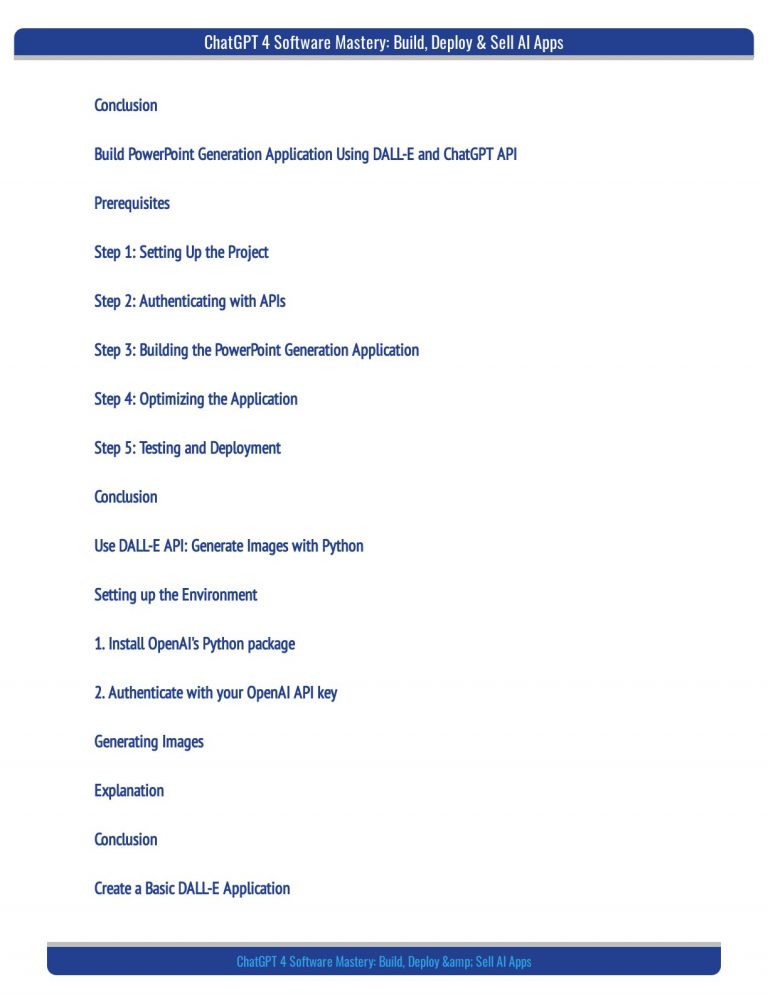 ChatGPT 4 Software Mastery: Build, Deploy & Sell AI Apps
Conclusion
Build PowerPoint Generation Application Using DALL-E and ChatGPT API
Prerequisites
Step 1: Setting Up the Project
Step 2: Authenticating with APIs
Step 3: Building the PowerPoint Generation Application
Step 4: Optimizing the Application
Step 5: Testing and Deployment
Conclusion
Use DALL-E API: Generate Images with Python
Setting up the Environment
1. Install OpenAI's Python package
2. Authenticate with your OpenAI API key
Generating Images
Explanation
Conclusion
Create a Basic DALL-E Application
ChatGPT 4 Software Mastery: Build, Deploy &amp; Sell AI Apps